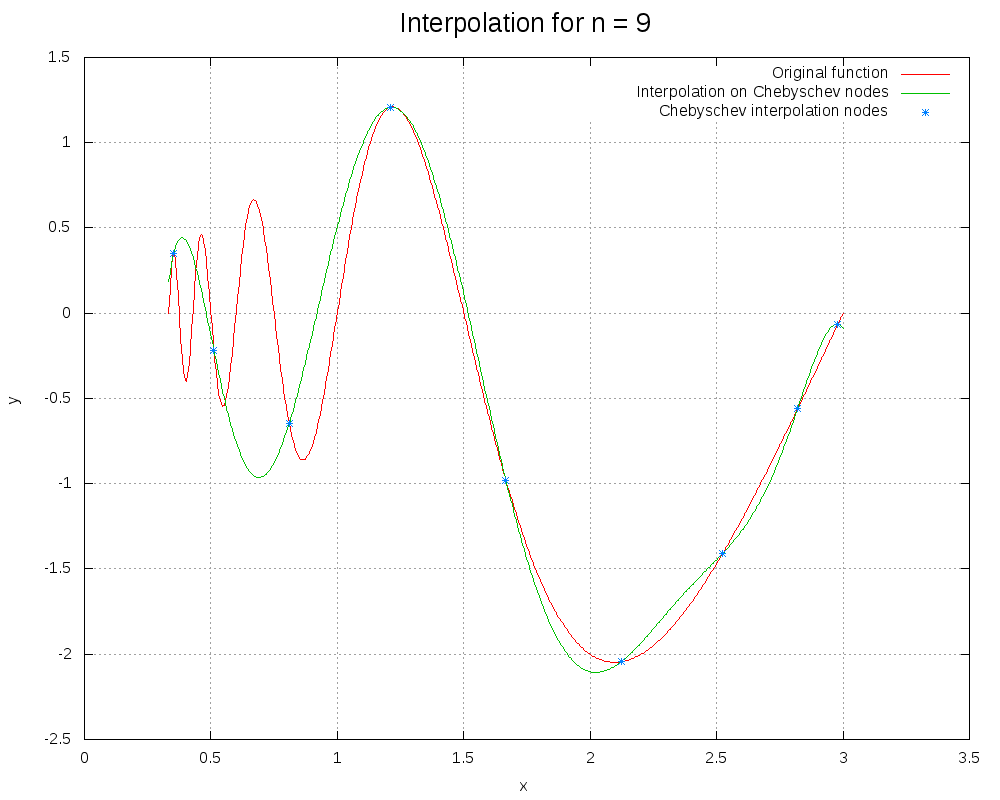 Interpolation for n = 9
Original function
Interpolation on Chebyschev nodes
Chebyschev interpolation nodes
1.5
1
0.5
0
-0.5
-1
-1.5
-2
-2.5
y
0 0.5 1 1.5 2 2.5 3 3.5
x